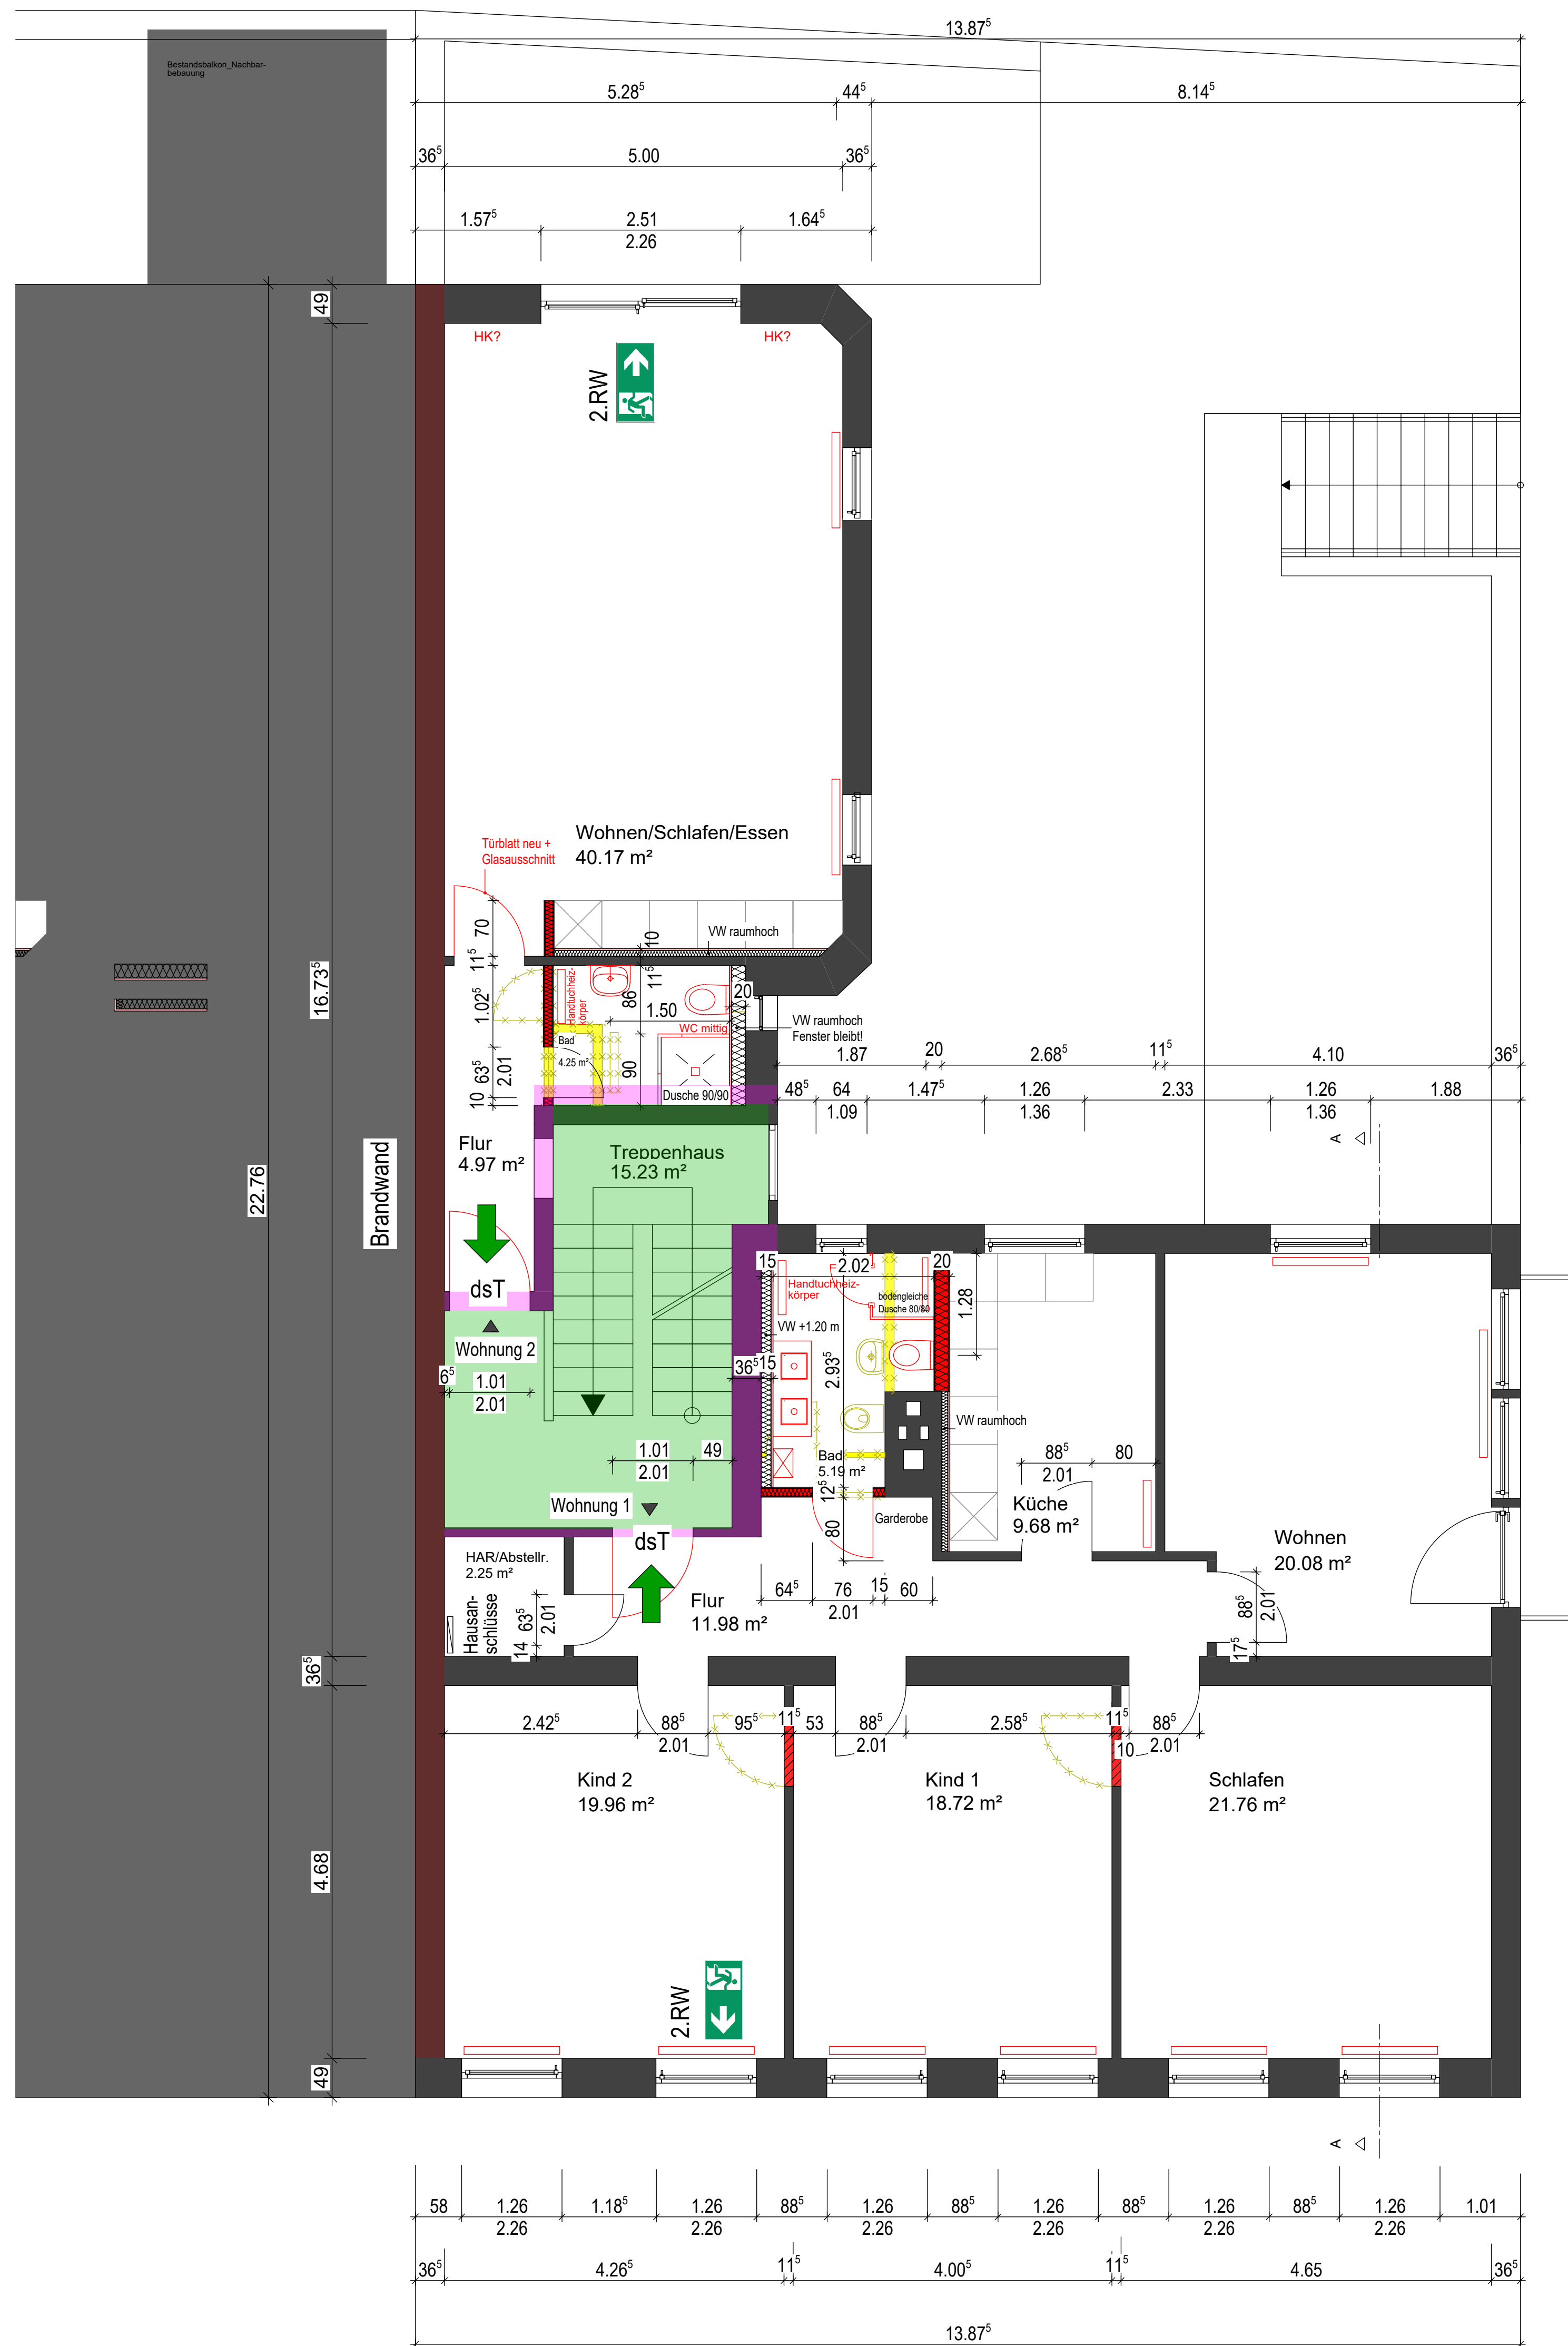 13.87⁵
Bestandsbalkon_Nachbar-
bebauung
5.28⁵ 44⁵ 8.14⁵
36⁵ 5.00 36⁵
1.57⁵ 2.51 1.64⁵
2.26
49
HK? HK?
2.RW
Wohnen/Schlafen/Essen
40.17 m²
Türblatt neu +
Glasausschnitt
70
10
VW raumhoch
11⁵
11⁵
16.73⁵
1.02⁵
Handtuchheiz-
körper
86
1.50
20
WC mittig
VW raumhoch
Fenster bleibt!
Bad
4.25 m²
63⁵
2.01
90
10
Dusche 90/90
1.87 20 2.68⁵ 11⁵ 4.10 36⁵
48⁵ 64 1.47⁵ 1.26 2.33 1.26 1.88
1.09 1.36 1.36
A
Brandwand
22.76
Flur
4.97 m²
Treppenhaus
15.23 m²
dsT
Wohnung 2
6⁵ 1.01
2.01
15 2.02 20
Handtuchheiz-
körper
bodengleiche
Dusche 80/80
1.28
VW +1.20 m
36⁵ 15
2.93⁵
VW raumhoch
1.01 49
2.01
Bad
5.19 m²
88⁵ 80
2.01
12⁵
Wohnung 1
dsT
Garderobe
80
Küche
9.68 m²
Wohnen
20.08 m²
HAR/Abstellr.
2.25 m²
Hausan-
schlüsse
63⁵
2.01
14
Flur
11.98 m²
64⁵ 76 15 60
2.01
88⁵
2.01
17⁵
36⁵
2.42⁵ 88⁵ 95⁵ 11⁵ 53 88⁵ 2.58⁵ 11⁵ 88⁵
2.01 2.01 10 2.01
Kind 2
19.96 m²
Kind 1
18.72 m²
Schlafen
21.76 m²
4.68
2.RW
49
A
58 1.26 1.18⁵ 1.26 88⁵ 1.26 88⁵ 1.26 88⁵ 1.26 88⁵ 1.26 1.01
2.26 2.26 2.26 2.26 2.26 2.26
36⁵ 4.26⁵ 11⁵ 4.00⁵ 11⁵ 4.65 36⁵
13.87⁵